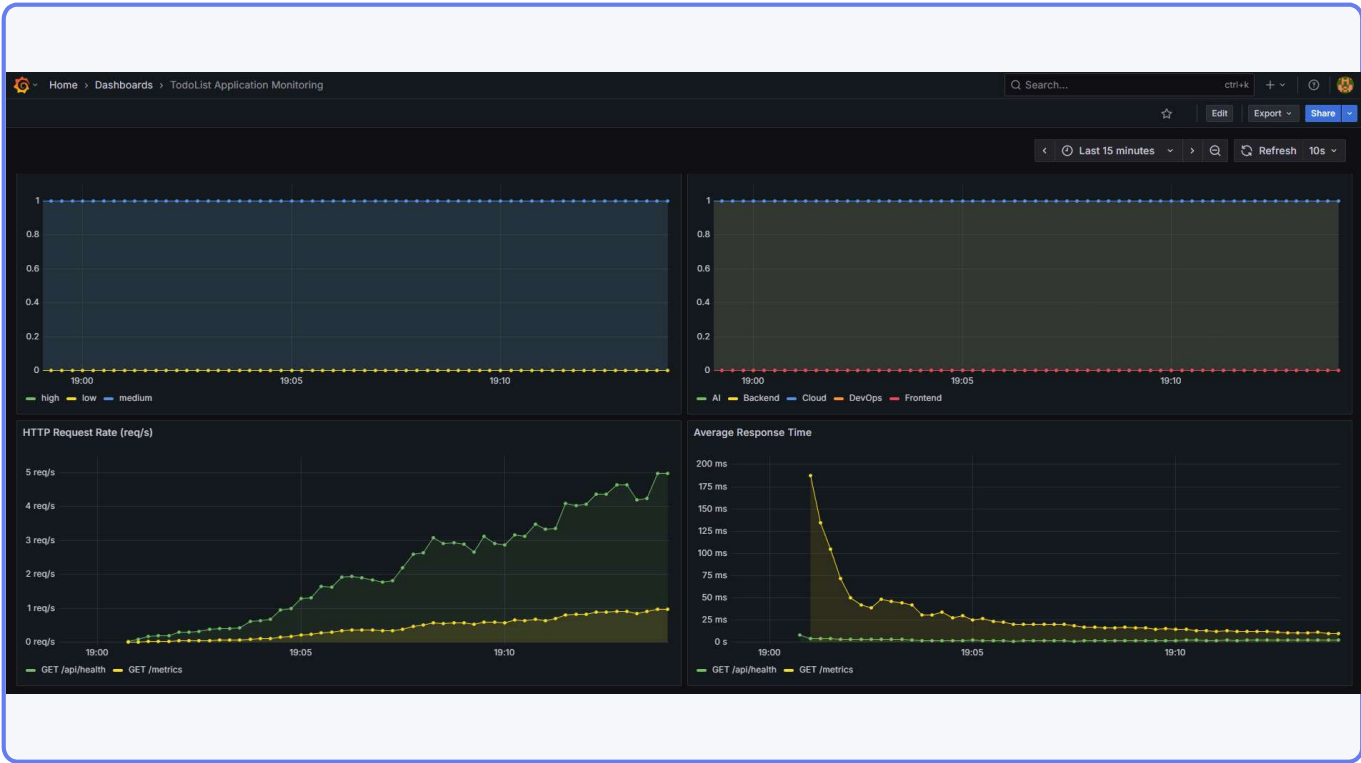 Home › Dashboards › TodoList Application Monitoring
Search... ctrl+k
Edit Export Share
Last 15 minutes Refresh 10s
1
0.8
0.6
0.4
0.2
0
19:00 19:05 19:10
high low medium
1
0.8
0.6
0.4
0.2
0
19:00 19:05 19:10
AI Backend Cloud DevOps Frontend
HTTP Request Rate (req/s)
5 req/s
4 req/s
3 req/s
2 req/s
1 req/s
0 req/s
19:00 19:05 19:10
GET /api/health GET /metrics
Average Response Time
200 ms
175 ms
150 ms
125 ms
100 ms
75 ms
50 ms
25 ms
0 s
19:00 19:05 19:10
GET /api/health GET /metrics